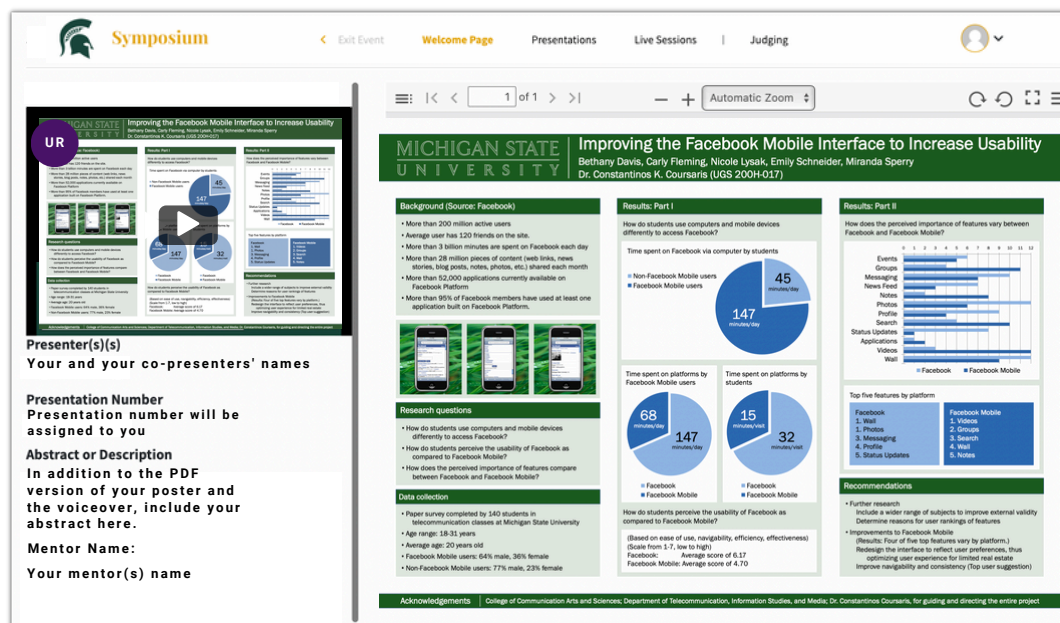 Symposium
Exit Event
Welcome Page
Presentations
Live Sessions
|
Judging
1 of 1
Automatic Zoom
UR
Improving the Facebook Mobile Interface to Increase Usability
Bethany Davis, Carly Fleming, Nicole Lysak, Emily Schneider, Miranda Sperry
Dr. Constantinos K. Coursaris (UGS 200H-017)
Presenter(s)(s)
Your and your co-presenters' names
Presentation Number
Presentation number will be
assigned to you
Abstract or Description
In addition to the PDF
version of your poster and
the voiceover, include your
abstract here.
Mentor Name:
Your mentor(s) name
MICHIGAN STATE
UNIVERSITY
Improving the Facebook Mobile Interface to Increase Usability
Bethany Davis, Carly Fleming, Nicole Lysak, Emily Schneider, Miranda Sperry
Dr. Constantinos K. Coursaris (UGS 200H-017)
Background (Source: Facebook)
• More than 200 million active users
• Average user has 120 friends on the site.
• More than 3 billion minutes are spent on Facebook each day
• More than 28 million pieces of content (web links, news
stories, blog posts, notes, photos, etc.) shared each month
• More than 52,000 applications currently available on
Facebook Platform
• More than 95% of Facebook members have used at least one
application built on Facebook Platform.
Research questions
• How do students use computers and mobile devices
differently to access Facebook?
• How do students perceive the usability of Facebook as
compared to Facebook Mobile?
• How does the perceived importance of features compare
between Facebook and Facebook Mobile?
Data collection
• Paper survey completed by 140 students in
telecommunication classes at Michigan State University
• Age range: 18-31 years
• Average age: 20 years old
• Facebook Mobile users: 64% male, 36% female
• Non-Facebook Mobile users: 77% male, 23% female
Results: Part I
How do students use computers and mobile devices
differently to access Facebook?
Time spent on Facebook via computer by students
Non-Facebook Mobile users
Facebook Mobile users
45
minutes/day
147
minutes/day
Time spent on platforms by
Facebook Mobile users
68
minutes/day
147
minutes/day
Facebook
Facebook Mobile
Time spent on platforms by
students
15
minutes/visit
32
minutes/visit
Facebook
Facebook Mobile
How do students perceive the usability of Facebook as
compared to Facebook Mobile?
(Based on ease of use, navigability, efficiency, effectiveness)
(Scale from 1-7, low to high)
Facebook: Average score of 6.17
Facebook Mobile: Average score of 4.70
Results: Part II
How does the perceived importance of features vary between
Facebook and Facebook Mobile?
0 1 2 3 4 5 6 7 8 9 10 11 12
Events
Groups
Messaging
News Feed
Notes
Photos
Profile
Search
Status Updates
Applications
Videos
Wall
Facebook Facebook Mobile
Top five features by platform
Facebook
1. Wall
1. Photos
3. Messaging
4. Profile
5. Status Updates
Facebook Mobile
1. Videos
2. Groups
3. Search
4. Wall
5. Notes
Recommendations
• Further research
Include a wider range of subjects to improve external validity
Determine reasons for user rankings of features
• Improvements to Facebook Mobile
(Results: Four of five top features vary by platform.)
Redesign the interface to reflect user preferences, thus
optimizing user experience for limited real estate
Improve navigability and consistency (Top user suggestion)
Acknowledgements | College of Communication Arts and Sciences; Department of Telecommunication, Information Studies, and Media; Dr. Constantinos Coursaris, for guiding and directing the entire project